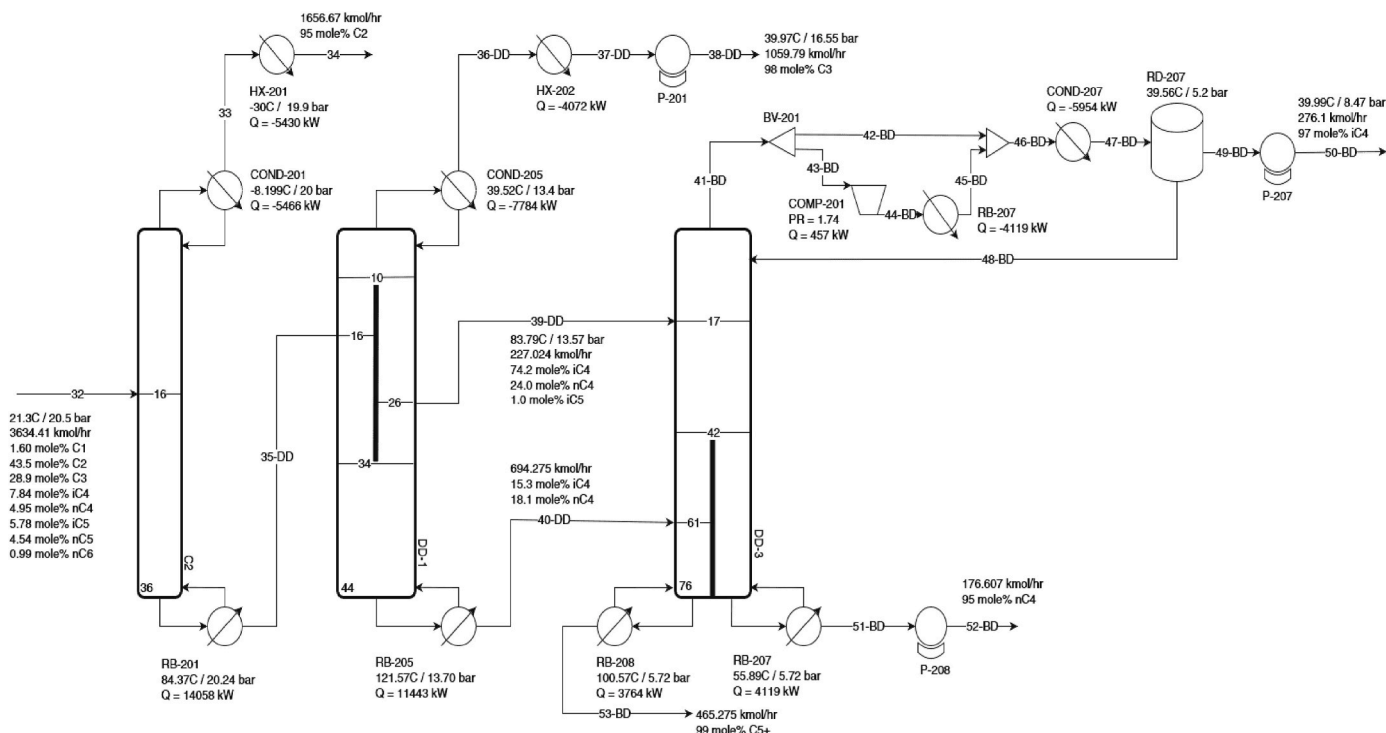 1656.67 kmol/hr
95 mole% C2
34
HX-201
-30C / 19.9 bar
Q = -5430 kW
33
COND-201
-8.199C / 20 bar
Q = -5466 kW
32
16
21.3C / 20.5 bar
3634.41 kmol/hr
1.60 mole% C1
43.5 mole% C2
28.9 mole% C3
7.84 mole% iC4
4.95 mole% nC4
5.78 mole% iC5
4.54 mole% nC5
0.99 mole% nC6
36
C2
RB-201
84.37C / 20.24 bar
Q = 14058 kW
35-DD
36-DD
37-DD
38-DD
HX-202
Q = -4072 kW
P-201
39.97C / 16.55 bar
1059.79 kmol/hr
98 mole% C3
COND-205
39.52C / 13.4 bar
Q = -7784 kW
10
16
26
34
44
DD-1
RB-205
121.57C / 13.70 bar
Q = 11443 kW
39-DD
83.79C / 13.57 bar
227.024 kmol/hr
74.2 mole% iC4
24.0 mole% nC4
1.0 mole% iC5
694.275 kmol/hr
15.3 mole% iC4
18.1 mole% nC4
40-DD
41-BD
BV-201
42-BD
43-BD
COMP-201
PR = 1.74
Q = 457 kW
44-BD
45-BD
RB-207
Q = -4119 kW
46-BD
COND-207
Q = -5954 kW
47-BD
RD-207
39.56C / 5.2 bar
49-BD
P-207
50-BD
39.99C / 8.47 bar
276.1 kmol/hr
97 mole% iC4
48-BD
17
42
61
76
DD-3
RB-208
100.57C / 5.72 bar
Q = 3764 kW
53-BD
465.275 kmol/hr
99 mole% C5+
RB-207
55.89C / 5.72 bar
Q = 4119 kW
51-BD
P-208
52-BD
176.607 kmol/hr
95 mole% nC4